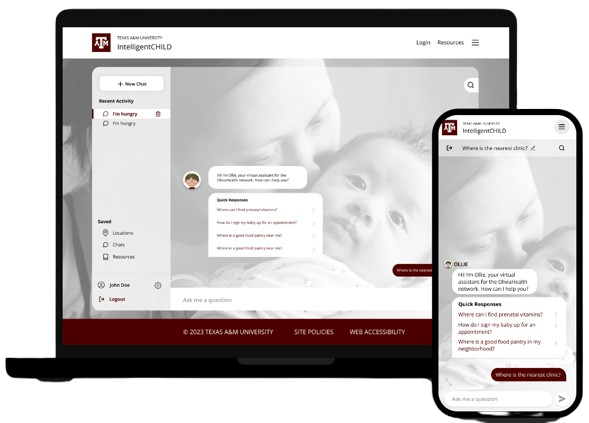 ATM
TEXAS A&M UNIVERSITY
IntelligentCHILD
Login
Resources
+ New Chat
Recent Activity
I'm hungry
I'm hungry
Hi! I'm Ollie, your virtual
assistant for the OliviaHealth
network. How can I help you?
Quick Responses
Where can I find prenatal vitamins?
How do I sign my baby up for an appointment?
Where is a good food pantry near me?
Where is a good food pantry near me?
Where is the nearest
Saved
Locations
Chats
Resources
John Doe
Logout
Ask me a question
© 2023 TEXAS A&M UNIVERSITY
SITE POLICIES
WEB ACCESSIBILITY
ATM
TEXAS A&M UNIVERSITY
IntelligentCHILD
Where is the nearest clinic?
OLLIE
Hi! I'm Ollie, your virtual
assistant for the OliviaHealth
network. How can I help you?
Quick Responses
Where can I find prenatal vitamins?
How do I sign my baby up for an
appointment?
Where is a good food pantry in my
neighborhood?
Where is the nearest clinic?
Ask me a question